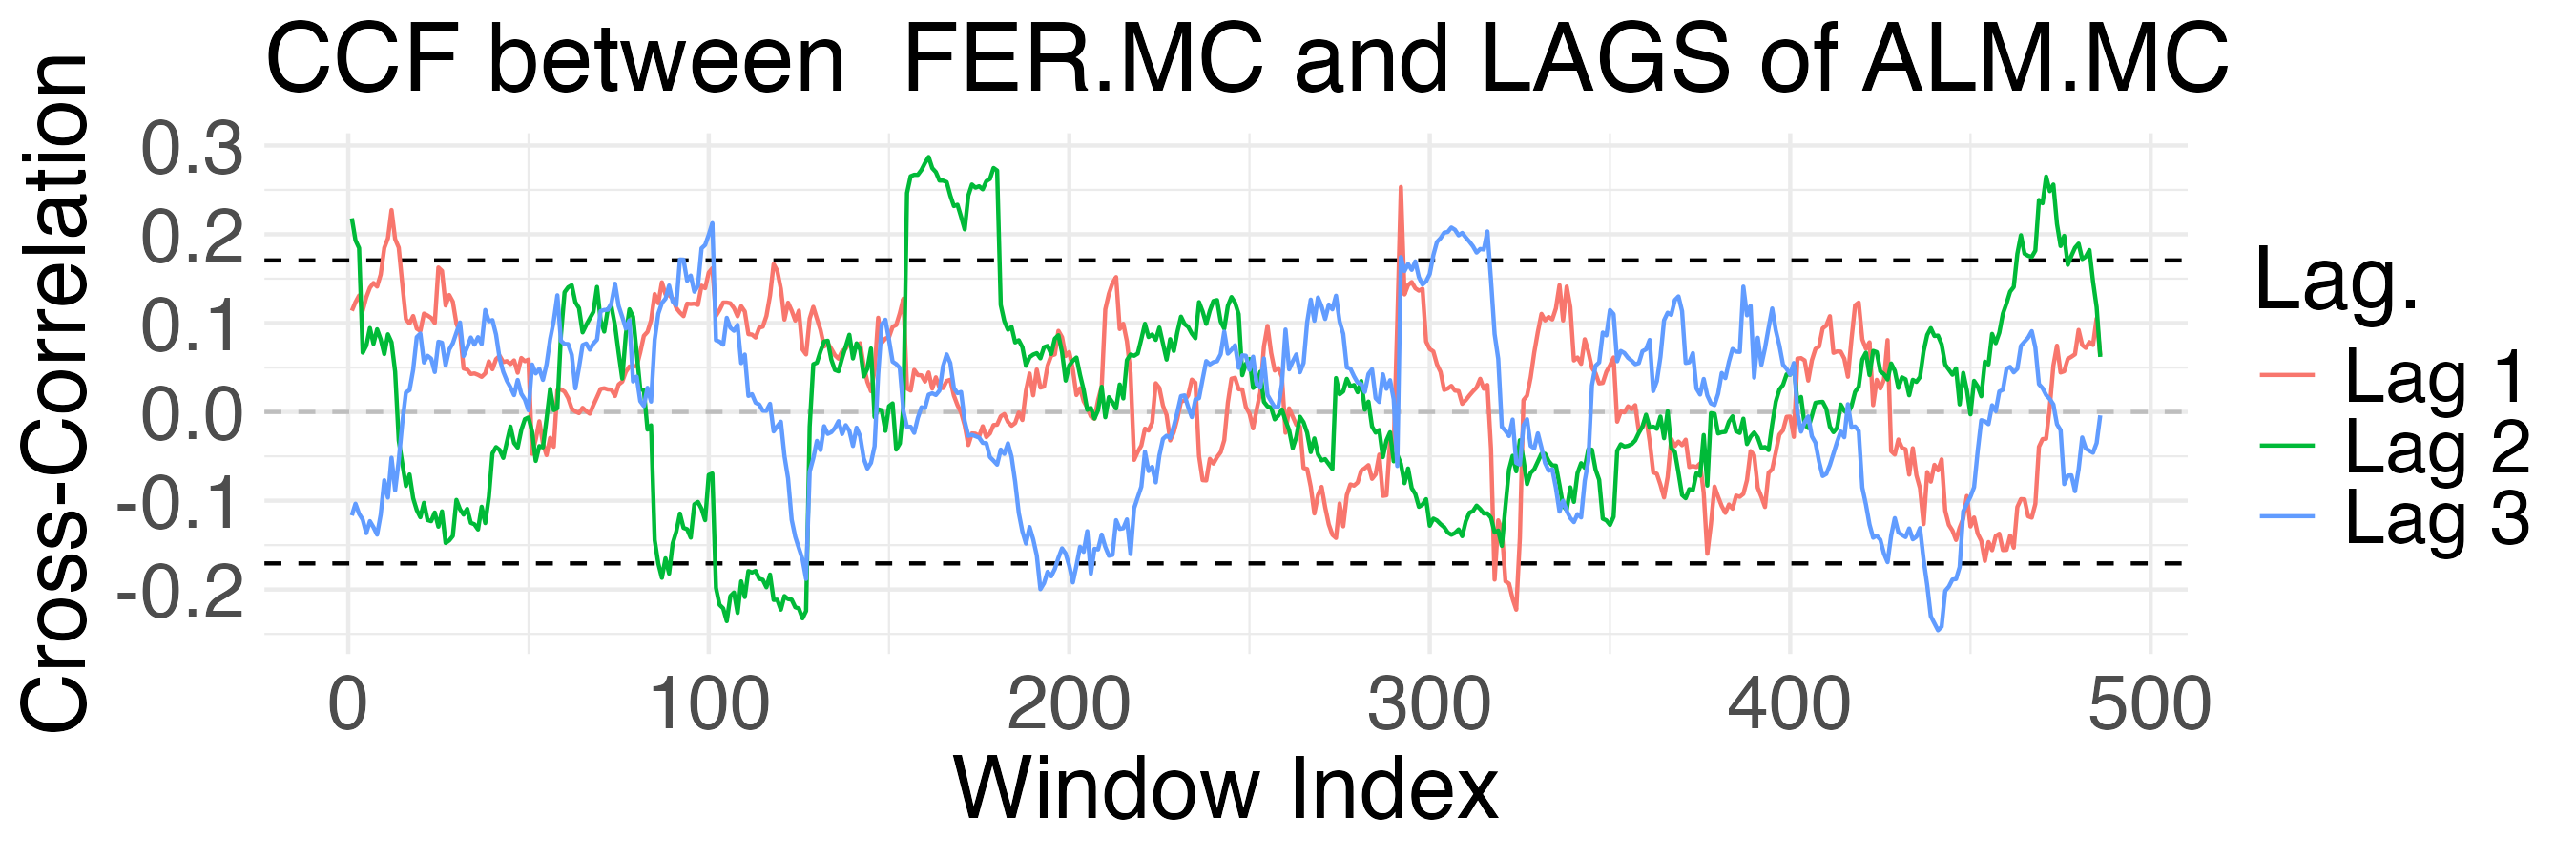 CCF between  FER.MC and LAGS of ALM.MC
Cross-Correlation
0.3
0.2
0.1
0.0
-0.1
-0.2
0 100 200 300 400 500
Window Index
Lag.
Lag 1
Lag 2
Lag 3